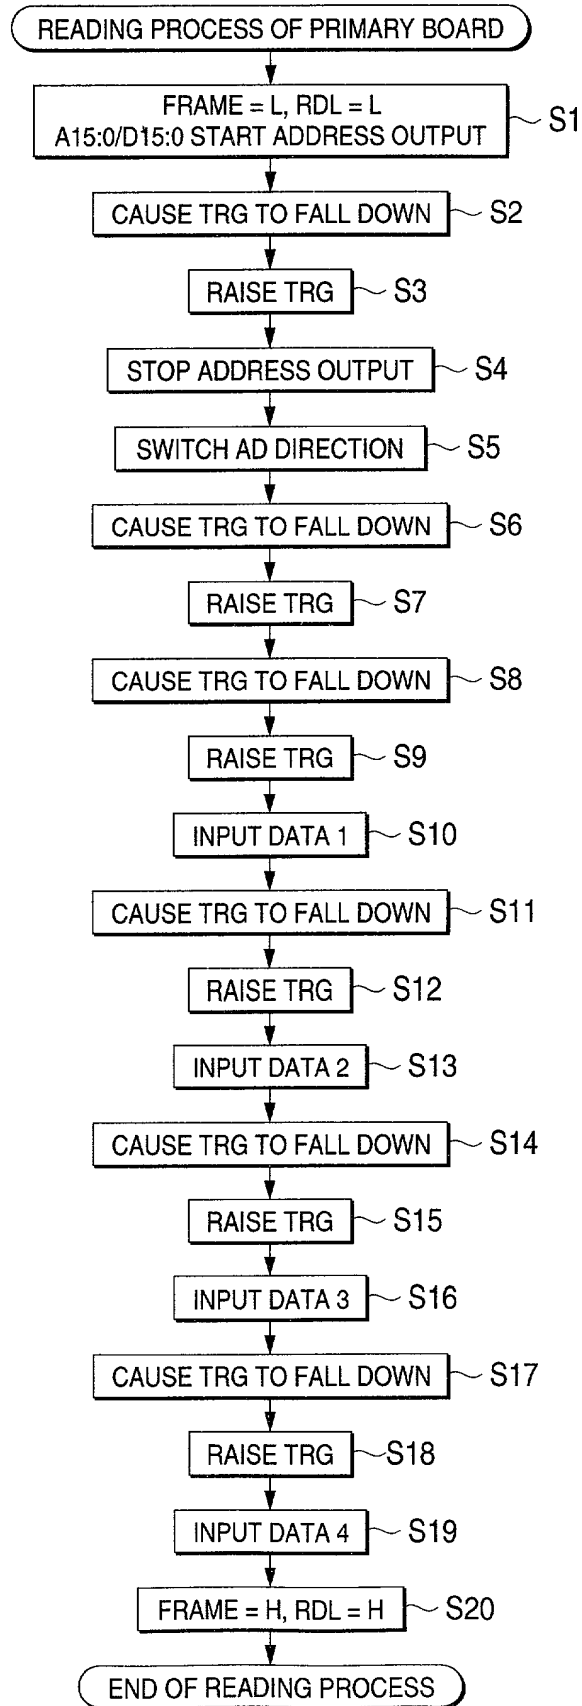 READING PROCESS OF PRIMARY BOARD
FRAME = L, RDL = L
A15:0/D15:0 START ADDRESS OUTPUT
S1
CAUSE TRG TO FALL DOWN
S2
RAISE TRG
S3
STOP ADDRESS OUTPUT
S4
SWITCH AD DIRECTION
S5
CAUSE TRG TO FALL DOWN
S6
RAISE TRG
S7
CAUSE TRG TO FALL DOWN
S8
RAISE TRG
S9
INPUT DATA 1
S10
CAUSE TRG TO FALL DOWN
S11
RAISE TRG
S12
INPUT DATA 2
S13
CAUSE TRG TO FALL DOWN
S14
RAISE TRG
S15
INPUT DATA 3
S16
CAUSE TRG TO FALL DOWN
S17
RAISE TRG
S18
INPUT DATA 4
S19
FRAME = H, RDL = H
S20
END OF READING PROCESS